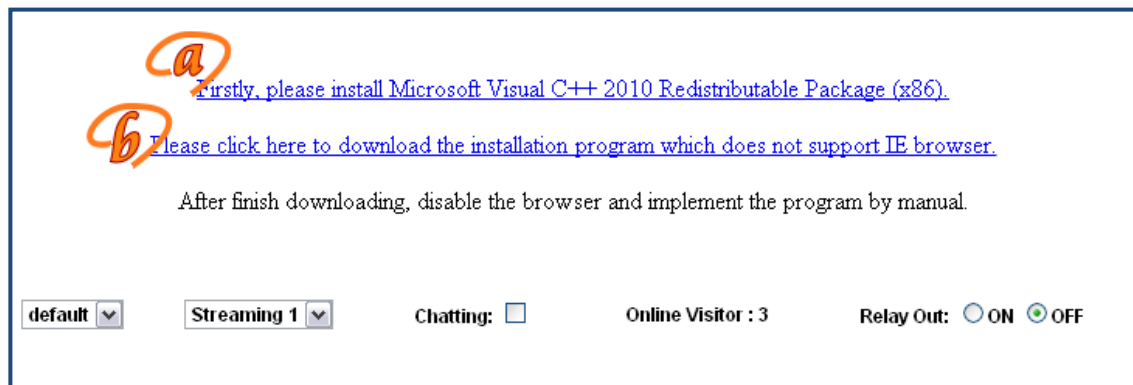 a
Firstly, please install Microsoft Visual C++ 2010 Redistributable Package (x86).
b
Please click here to download the installation program which does not support IE browser.
After finish downloading, disable the browser and implement the program by manual.
default Streaming 1 Chatting: Online Visitor : 3 Relay Out: ON OFF